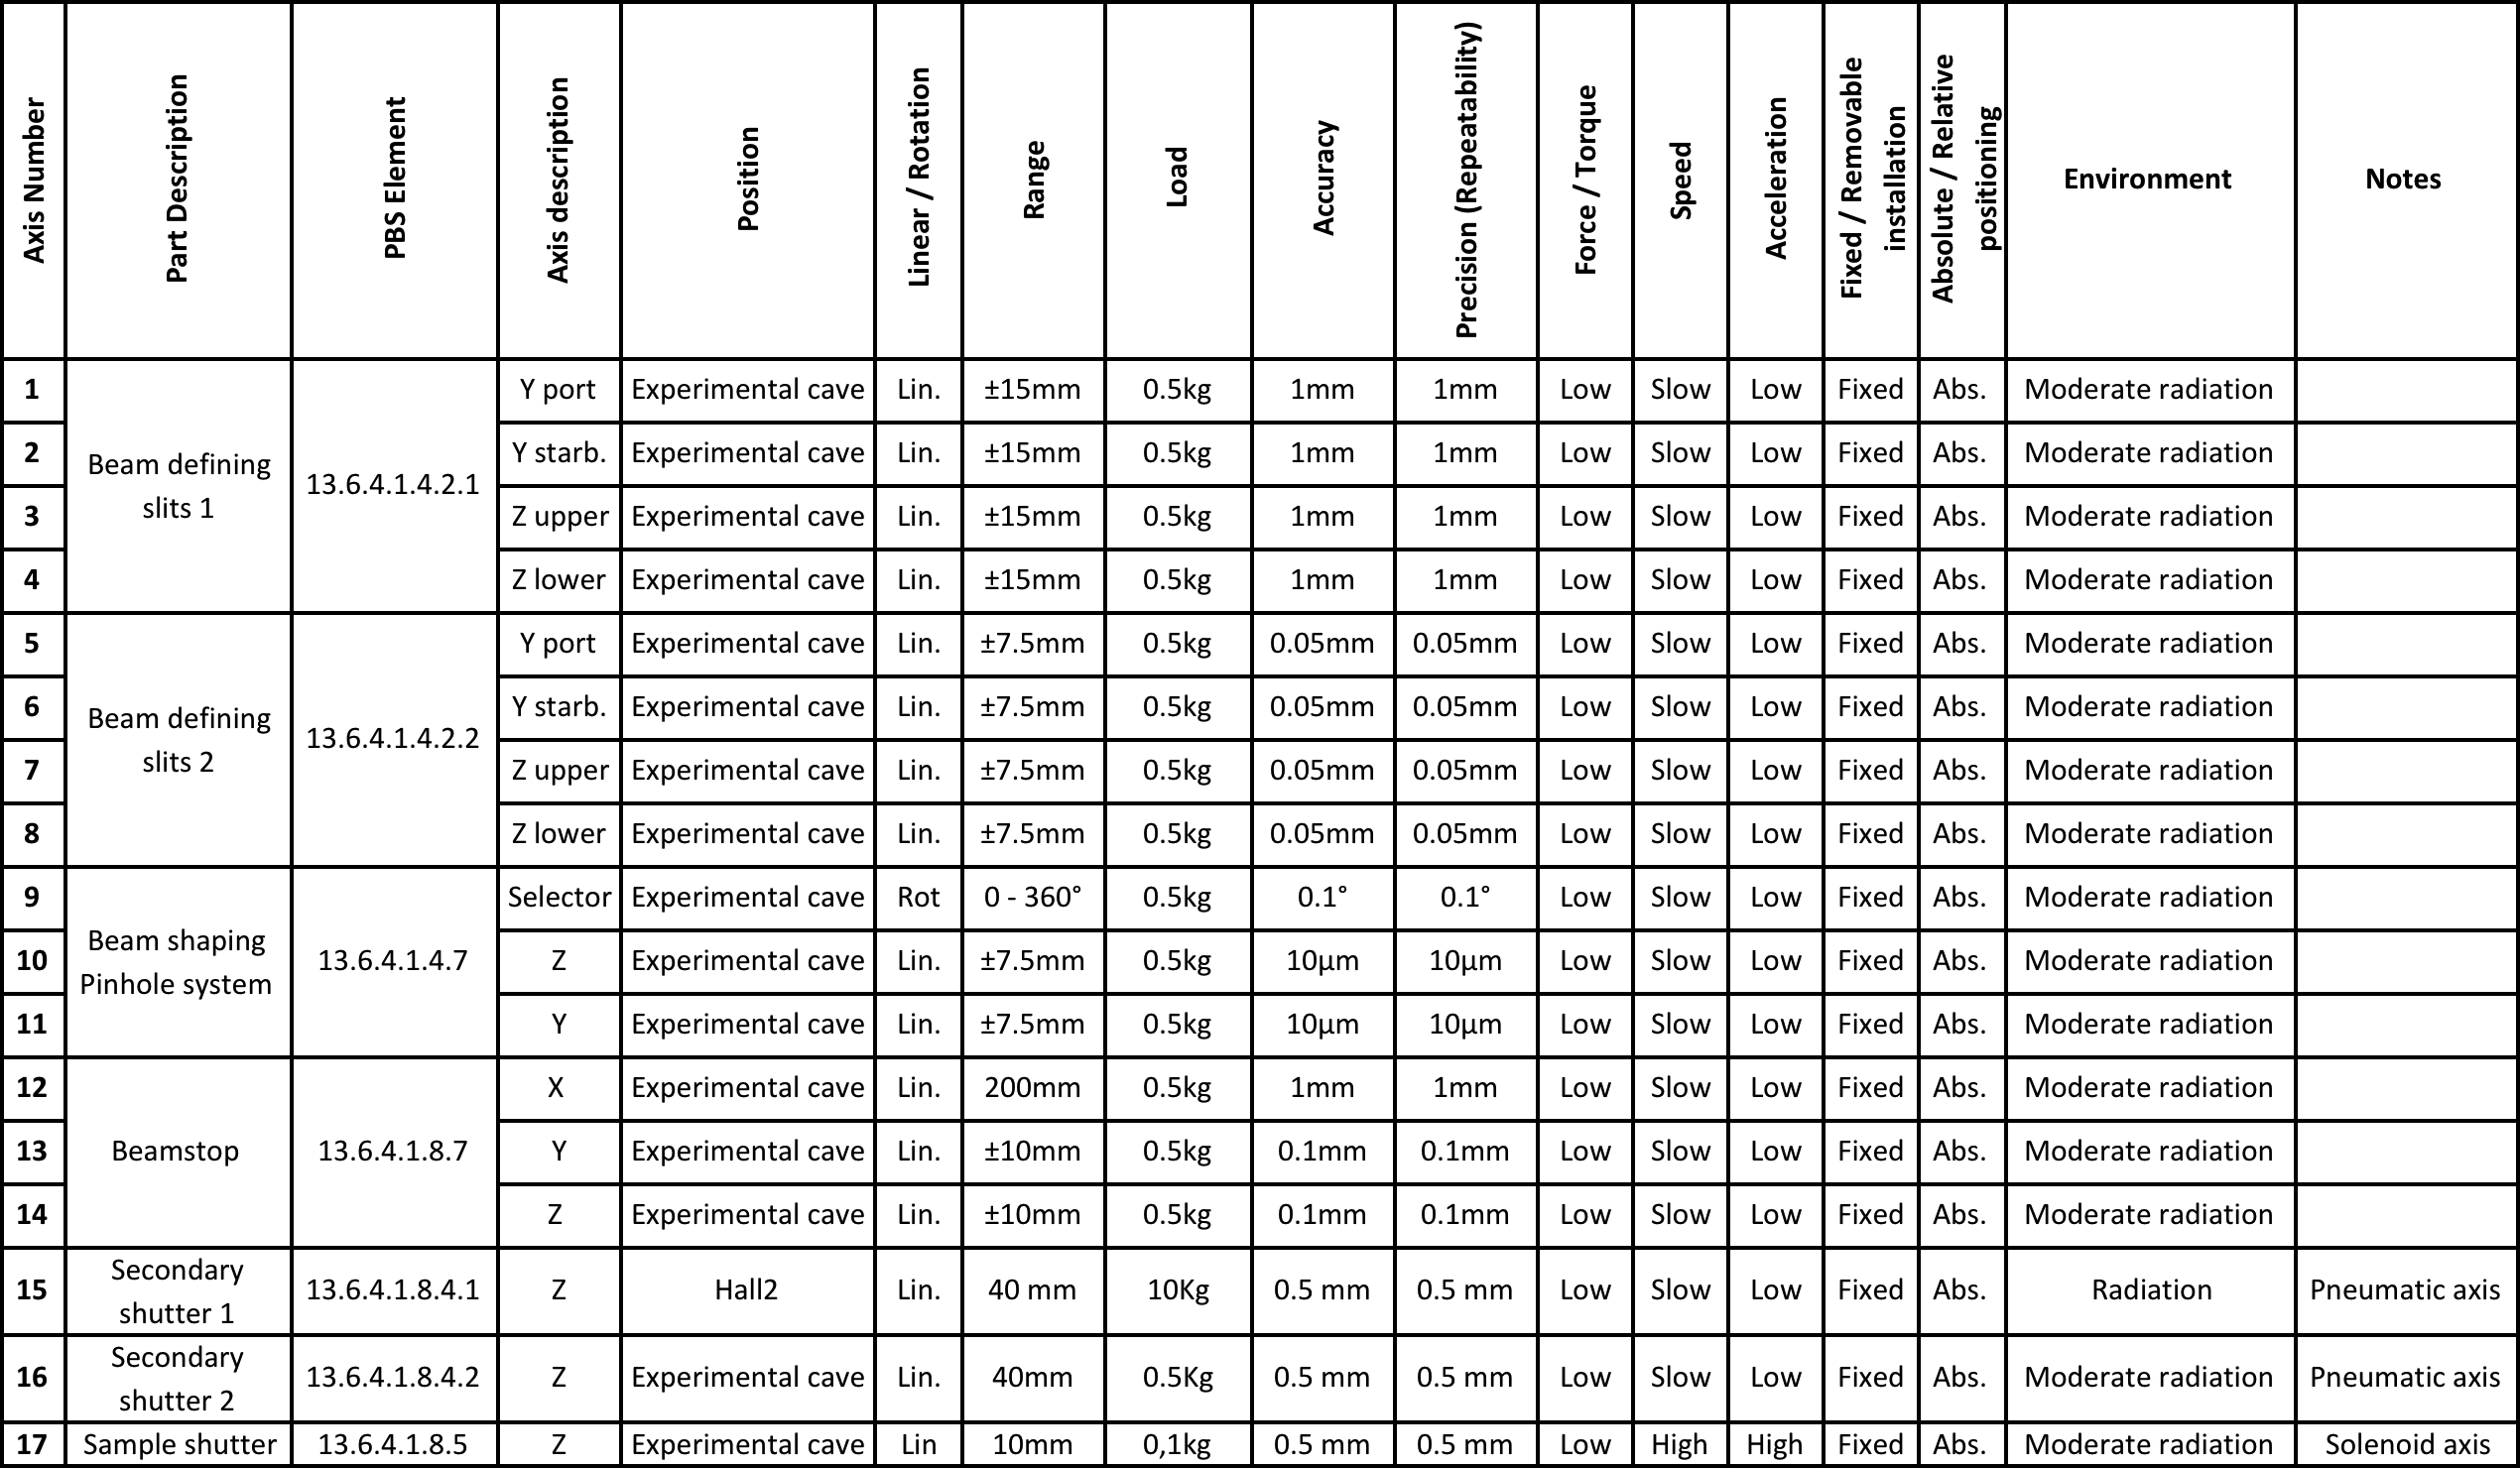 Axis Number Part Description PBS Element Axis description Position Linear / Rotation Range Load Accuracy Precision (Repeatability) Force / Torque Speed Acceleration Fixed / Removable installation Absolute / Relative positioning Environment Notes
1 Beam defining slits 1 13.6.4.1.4.2.1 Y port Experimental cave Lin. ±15mm 0.5kg 1mm 1mm Low Slow Low Fixed Abs. Moderate radiation
2 Y starb. Experimental cave Lin. ±15mm 0.5kg 1mm 1mm Low Slow Low Fixed Abs. Moderate radiation
3 Z upper Experimental cave Lin. ±15mm 0.5kg 1mm 1mm Low Slow Low Fixed Abs. Moderate radiation
4 Z lower Experimental cave Lin. ±15mm 0.5kg 1mm 1mm Low Slow Low Fixed Abs. Moderate radiation
5 Beam defining slits 2 13.6.4.1.4.2.2 Y port Experimental cave Lin. ±7.5mm 0.5kg 0.05mm 0.05mm Low Slow Low Fixed Abs. Moderate radiation
6 Y starb. Experimental cave Lin. ±7.5mm 0.5kg 0.05mm 0.05mm Low Slow Low Fixed Abs. Moderate radiation
7 Z upper Experimental cave Lin. ±7.5mm 0.5kg 0.05mm 0.05mm Low Slow Low Fixed Abs. Moderate radiation
8 Z lower Experimental cave Lin. ±7.5mm 0.5kg 0.05mm 0.05mm Low Slow Low Fixed Abs. Moderate radiation
9 Beam shaping Pinhole system 13.6.4.1.4.7 Selector Experimental cave Rot 0 - 360° 0.5kg 0.1° 0.1° Low Slow Low Fixed Abs. Moderate radiation
10 Z Experimental cave Lin. ±7.5mm 0.5kg 10µm 10µm Low Slow Low Fixed Abs. Moderate radiation
11 Y Experimental cave Lin. ±7.5mm 0.5kg 10µm 10µm Low Slow Low Fixed Abs. Moderate radiation
12 Beamstop 13.6.4.1.8.7 X Experimental cave Lin. 200mm 0.5kg 1mm 1mm Low Slow Low Fixed Abs. Moderate radiation
13 Y Experimental cave Lin. ±10mm 0.5kg 0.1mm 0.1mm Low Slow Low Fixed Abs. Moderate radiation
14 Z Experimental cave Lin. ±10mm 0.5kg 0.1mm 0.1mm Low Slow Low Fixed Abs. Moderate radiation
15 Secondary shutter 1 13.6.4.1.8.4.1 Z Hall2 Lin. 40 mm 10Kg 0.5 mm 0.5 mm Low Slow Low Fixed Abs. Radiation Pneumatic axis
16 Secondary shutter 2 13.6.4.1.8.4.2 Z Experimental cave Lin. 40mm 0.5Kg 0.5 mm 0.5 mm Low Slow Low Fixed Abs. Moderate radiation Pneumatic axis
17 Sample shutter 13.6.4.1.8.5 Z Experimental cave Lin 10mm 0,1kg 0.5 mm 0.5 mm Low High High Fixed Abs. Moderate radiation Solenoid axis